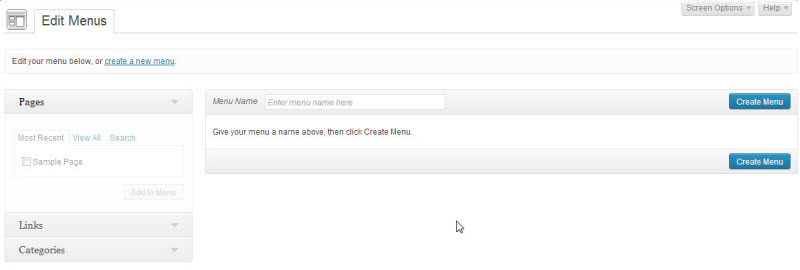 Screen Options Help
Edit Menus
Edit your menu below, or create a new menu.
Pages
Most Recent View All Search
Sample Page
Add to Menu
Links
Categories
Menu Name Enter menu name here Create Menu
Give your menu a name above, then click Create Menu.
Create Menu